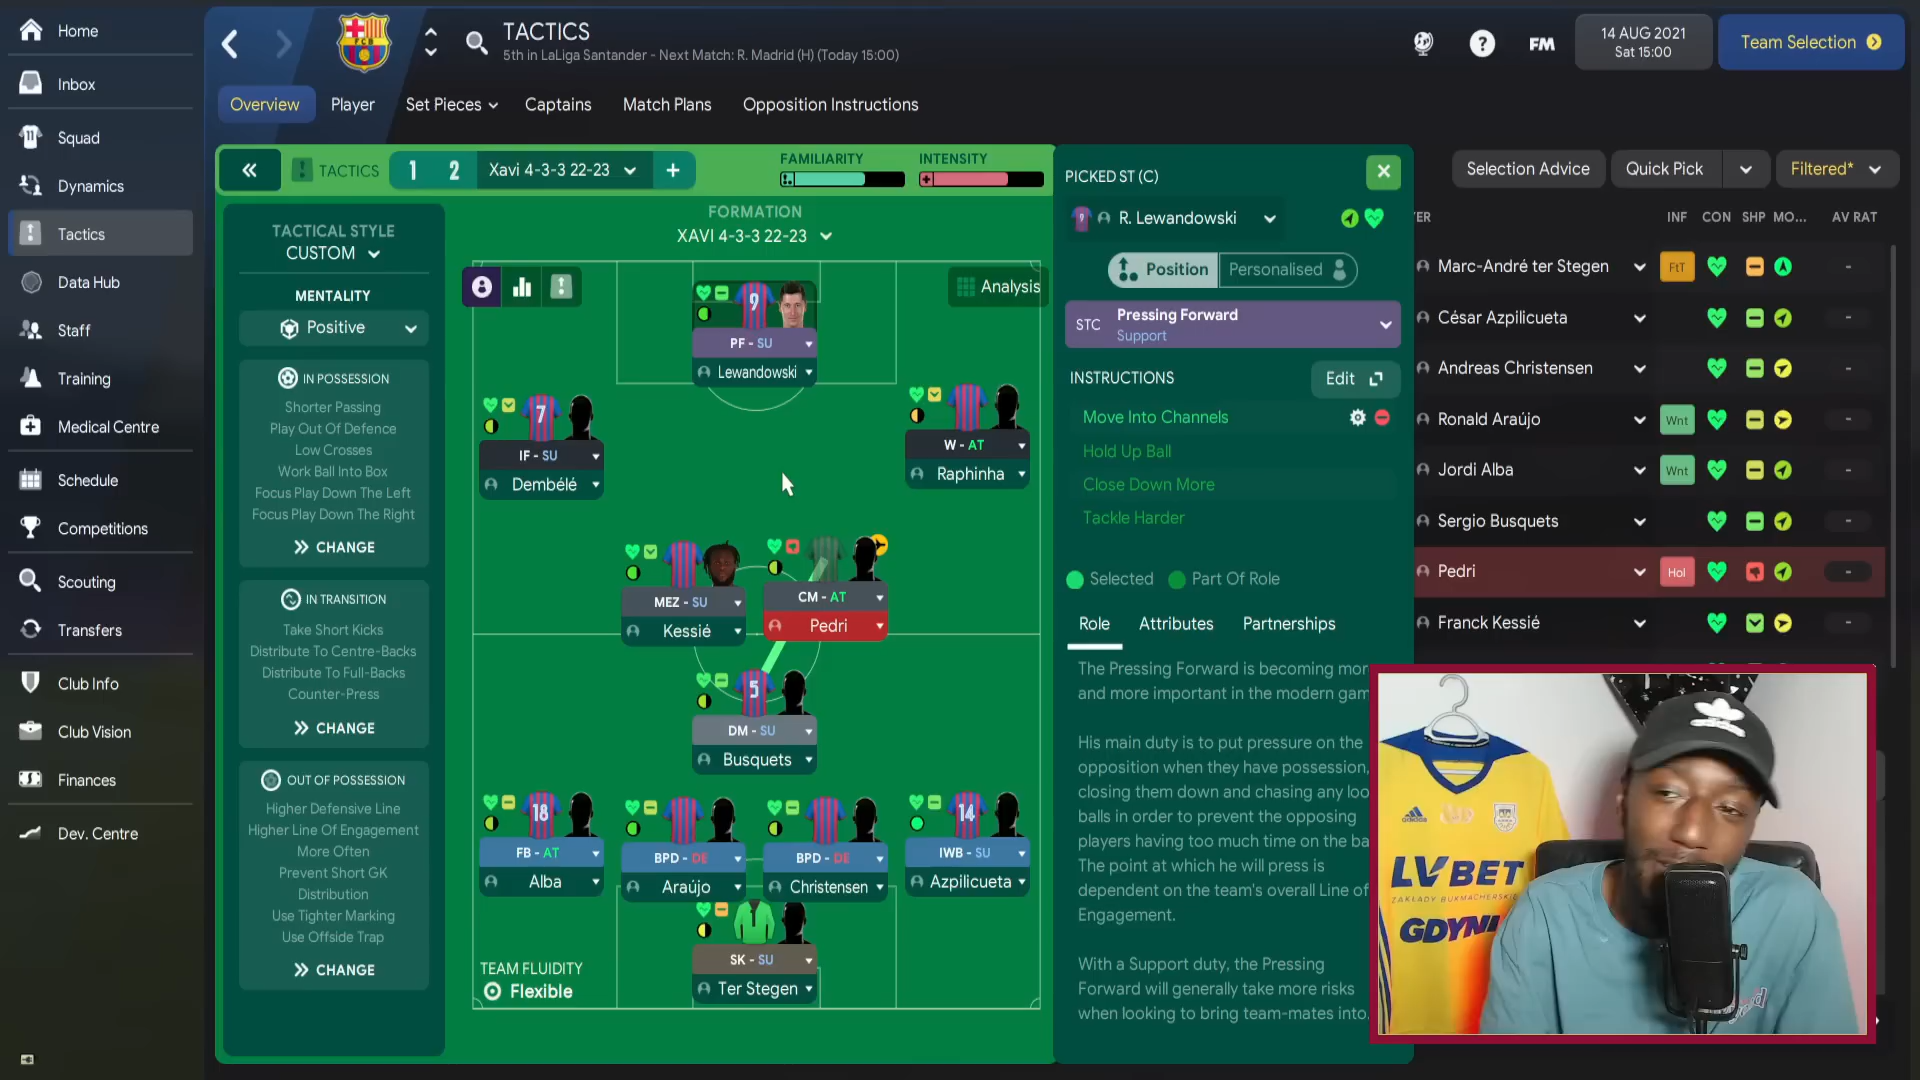 Home
Inbox
Squad
Dynamics
Tactics
Data Hub
Staff
Training
Medical Centre
Schedule
Competitions
Scouting
Transfers
Club Info
Club Vision
Finances
Dev. Centre
TACTICS
5th in LaLiga Santander - Next Match: R. Madrid (H) (Today 15:00)
FM
14 AUG 2021
Sat 15:00
Team Selection
Overview
Player
Set Pieces
Captains
Match Plans
Opposition Instructions
TACTICS
1 2
Xavi 4-3-3 22-23
+
FAMILIARITY
INTENSITY
TACTICAL STYLE
CUSTOM
MENTALITY
Positive
IN POSSESSION
Shorter Passing
Play Out Of Defence
Low Crosses
Work Ball Into Box
Focus Play Down The Left
Focus Play Down The Right
CHANGE
IN TRANSITION
Take Short Kicks
Distribute To Centre-Backs
Distribute To Full-Backs
Counter-Press
CHANGE
OUT OF POSSESSION
Higher Defensive Line
Higher Line Of Engagement
More Often
Prevent Short GK
Distribution
Use Tighter Marking
Use Offside Trap
CHANGE
FORMATION
XAVI 4-3-3 22-23
Analysis
9
PF - SU
Lewandowski
7
IF - SU
Dembélé
W - AT
Raphinha
MEZ - SU
Kessié
CM - AT
Pedri
5
DM - SU
Busquets
18
FB - AT
Alba
BPD - DE
Araújo
BPD - DE
Christensen
14
IWB - SU
Azpilicueta
SK - SU
Ter Stegen
TEAM FLUIDITY
Flexible
PICKED ST (C)
R. Lewandowski
Position
Personalised
STC
Pressing Forward
Support
INSTRUCTIONS
Edit
Move Into Channels
Hold Up Ball
Close Down More
Tackle Harder
Selected
Part Of Role
Role
Attributes
Partnerships
The Pressing Forward is becoming mor
and more important in the modern gam
His main duty is to put pressure on the
opposition when they have possession,
closing them down and chasing any loo
balls in order to prevent the opposing
players having too much time on the ba
The point at which he will press is
dependent on the team's overall Line of
Engagement.
With a Support duty, the Pressing
Forward will generally take more risks
when looking to bring team-mates into
Selection Advice
Quick Pick
Filtered*
ER INF CON SHP MO... AV RAT
Marc-André ter Stegen FtT -
César Azpilicueta -
Andreas Christensen -
Ronald Araújo Wnt -
Jordi Alba Wnt -
Sergio Busquets -
Pedri Hol -
Franck Kessié -
adidas
LV BET
ZAKŁADY BUKMACHERSKIE
GDYNI